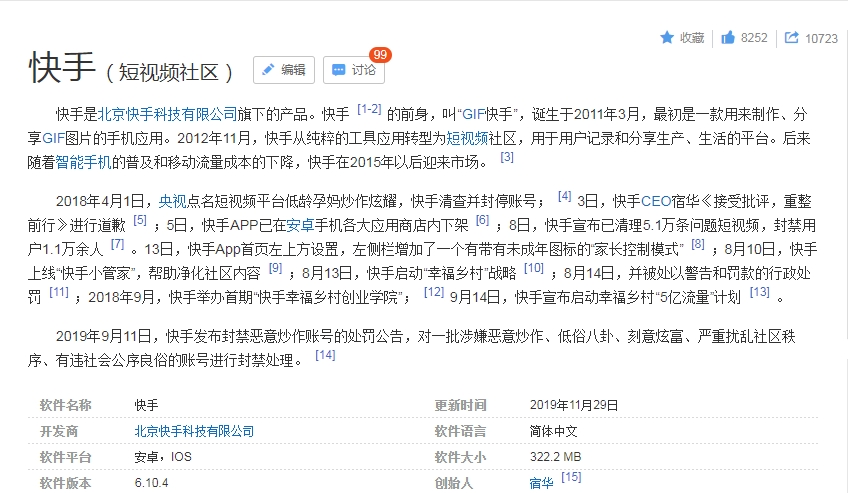 收藏 8252 10723
快手（短视频社区） 编辑 讨论 99
快手是北京快手科技有限公司旗下的产品。快手 [1-2] 的前身，叫“GIF快手”，诞生于2011年3月，最初是一款用来制作、分
享GIF图片的手机应用。2012年11月，快手从纯粹的工具应用转型为短视频社区，用于用户记录和分享生产、生活的平台。后来
随着智能手机的普及和移动流量成本的下降，快手在2015年以后迎来市场。 [3]
2018年4月1日，央视点名短视频平台低龄孕妈炒作炫耀，快手清查并封停账号； [4] 3日，快手CEO宿华《接受批评，重整
前行》进行道歉 [5] ；5日，快手APP已在安卓手机各大应用商店内下架 [6] ；8日，快手宣布已清理5.1万条问题短视频，封禁用
户1.1万余人 [7] 。13日，快手App首页左上方设置，左侧栏增加了一个有带有未成年图标的“家长控制模式” [8] ；8月10日，快手
上线“快手小管家”，帮助净化社区内容 [9] ；8月13日，快手启动“幸福乡村”战略 [10] ；8月14日，并被处以警告和罚款的行政处
罚 [11] ；2018年9月，快手举办首期“快手幸福乡村创业学院”； [12] 9月14日，快手宣布启动幸福乡村“5亿流量”计划 [13] 。
2019年9月11日，快手发布封禁恶意炒作账号的处罚公告，对一批涉嫌恶意炒作、低俗八卦、刻意炫富、严重扰乱社区秩
序、有违社会公序良俗的账号进行封禁处理。 [14]
软件名称 快手 更新时间 2019年11月29日
开发商 北京快手科技有限公司 软件语言 简体中文
软件平台 安卓，IOS 软件大小 322.2 MB
软件版本 6.10.4 创始人 宿华 [15]